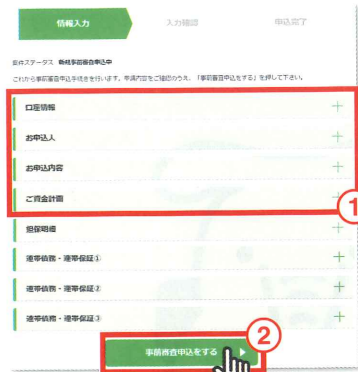 情報入力
入力確認
申込完了
案件ステータス 新規事前審査申込中
これから事前審査申込手続きを行います。申請内容をご確認のうえ、「事前審査申込をする」を押して下さい。
口座情報
お申込人
お申込内容
ご資金計画
①
担保明細
連帯債務・連帯保証①
連帯債務・連帯保証②
連帯債務・連帯保証③
②
事前審査申込をする